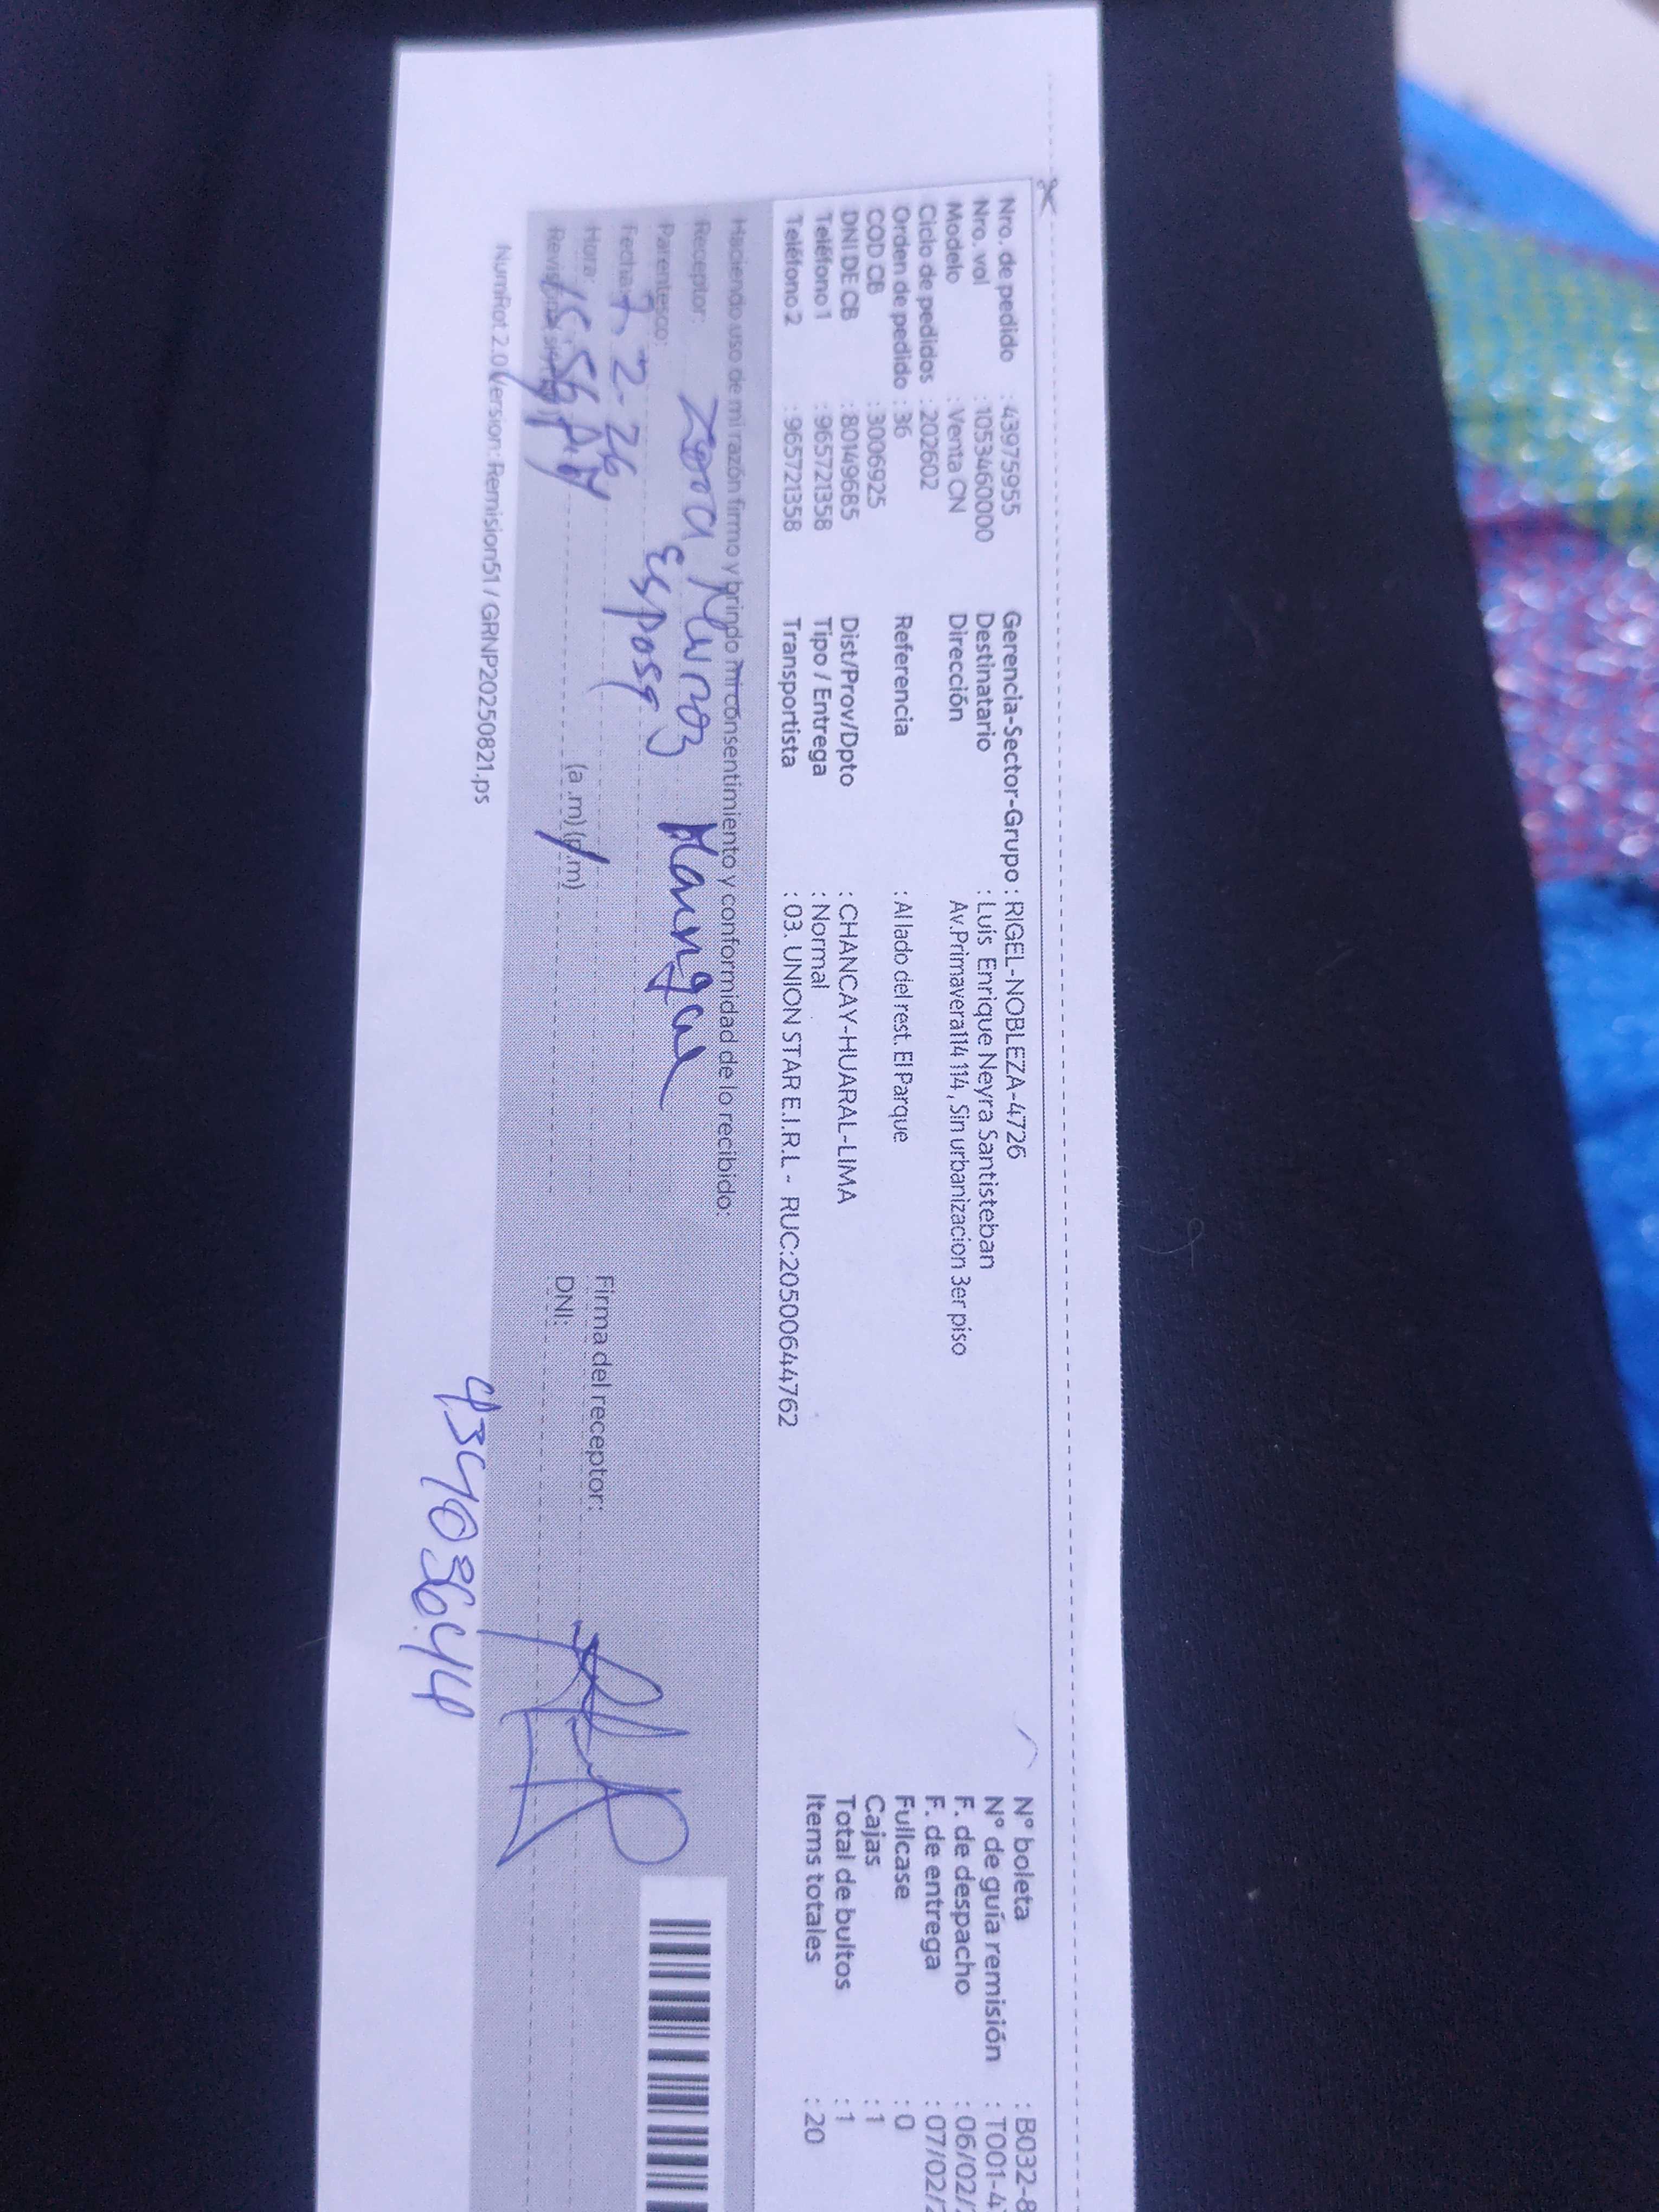 Nro. de pedido : 43975955
Nro. vol : 1053460000
Modelo : Venta CN
Ciclo de pedidos : 202602
Orden de pedido : 36
COD CB : 3006925
DNI DE CB : 80149685
Teléfono 1 : 965721358
Teléfono 2 : 965721358
Gerencia-Sector-Grupo : RIGEL-NOBLEZA-4726
Destinatario : Luis Enrique Neyra Santisteban
Dirección Av.Primavera114 114, Sin urbanizacion 3er piso
Referencia : Al lado del rest. El Parque
Dist/Prov/Dpto : CHANCAY-HUARAL-LIMA
Tipo / Entrega : Normal
Transportista : 03. UNION STAR E.I.R.L - RUC:20500644762
N° boleta : B032-8
N° de guía remisión : T001-4
F. de despacho : 06/02/
F. de entrega : 07/02/2
Fullcase : 0
Cajas : 1
Total de bultos : 1
Items totales : 20
Haciendo uso de mi razón firmo y brindo mi consentimiento y conformidad de lo recibido:
Receptor:
Parentesco: Esposa
Fecha: 7-2-26
Hora: (a.m) (p.m)
Firma del receptor:
DNI: 43403644
NumRot 2.0 Version: Remision51 / GRNP20250821.ps